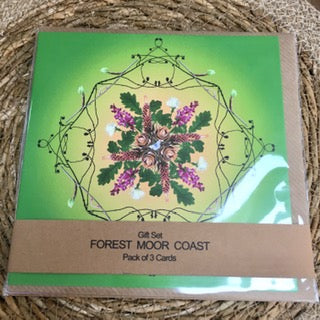 Gift Set
FOREST MOOR COAST
Pack of 3 Cards